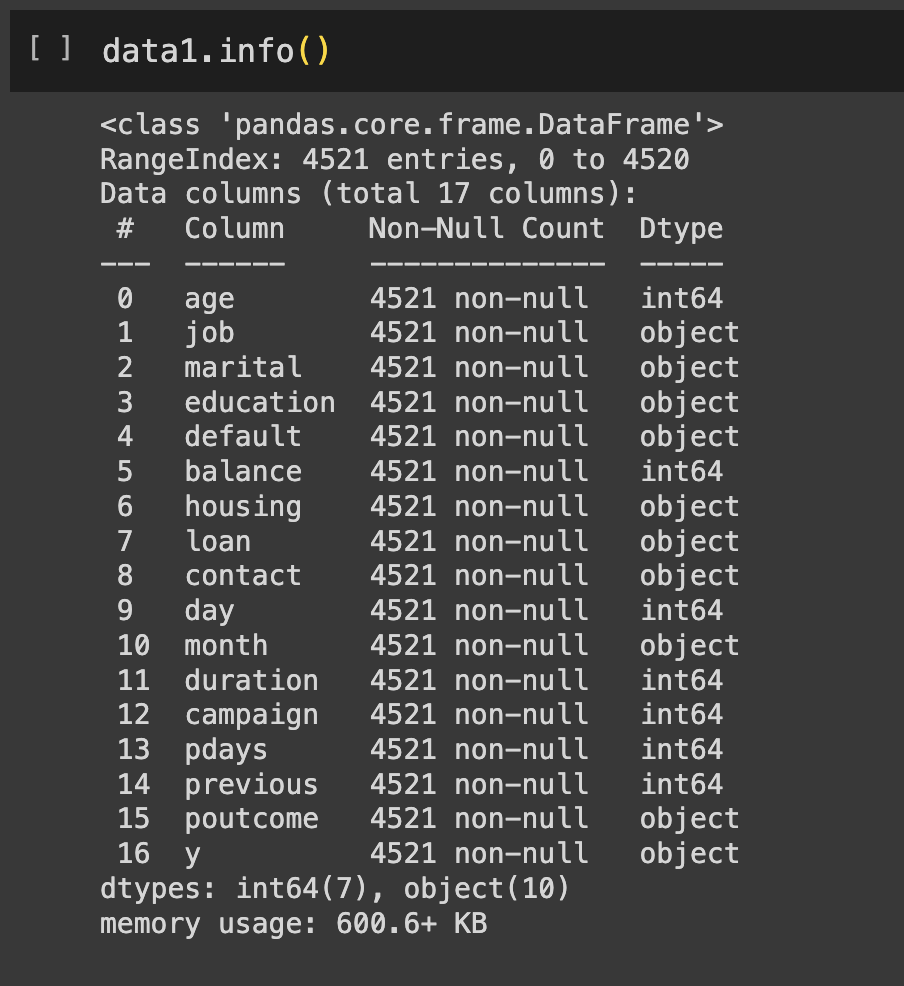 [ ] data1.info()
<class 'pandas.core.frame.DataFrame'>
RangeIndex: 4521 entries, 0 to 4520
Data columns (total 17 columns):
 #   Column     Non-Null Count  Dtype
---  ------     --------------  -----
 0   age        4521 non-null   int64
 1   job        4521 non-null   object
 2   marital    4521 non-null   object
 3   education  4521 non-null   object
 4   default    4521 non-null   object
 5   balance    4521 non-null   int64
 6   housing    4521 non-null   object
 7   loan       4521 non-null   object
 8   contact    4521 non-null   object
 9   day        4521 non-null   int64
 10  month      4521 non-null   object
 11  duration   4521 non-null   int64
 12  campaign   4521 non-null   int64
 13  pdays      4521 non-null   int64
 14  previous   4521 non-null   int64
 15  poutcome   4521 non-null   object
 16  y          4521 non-null   object
dtypes: int64(7), object(10)
memory usage: 600.6+ KB